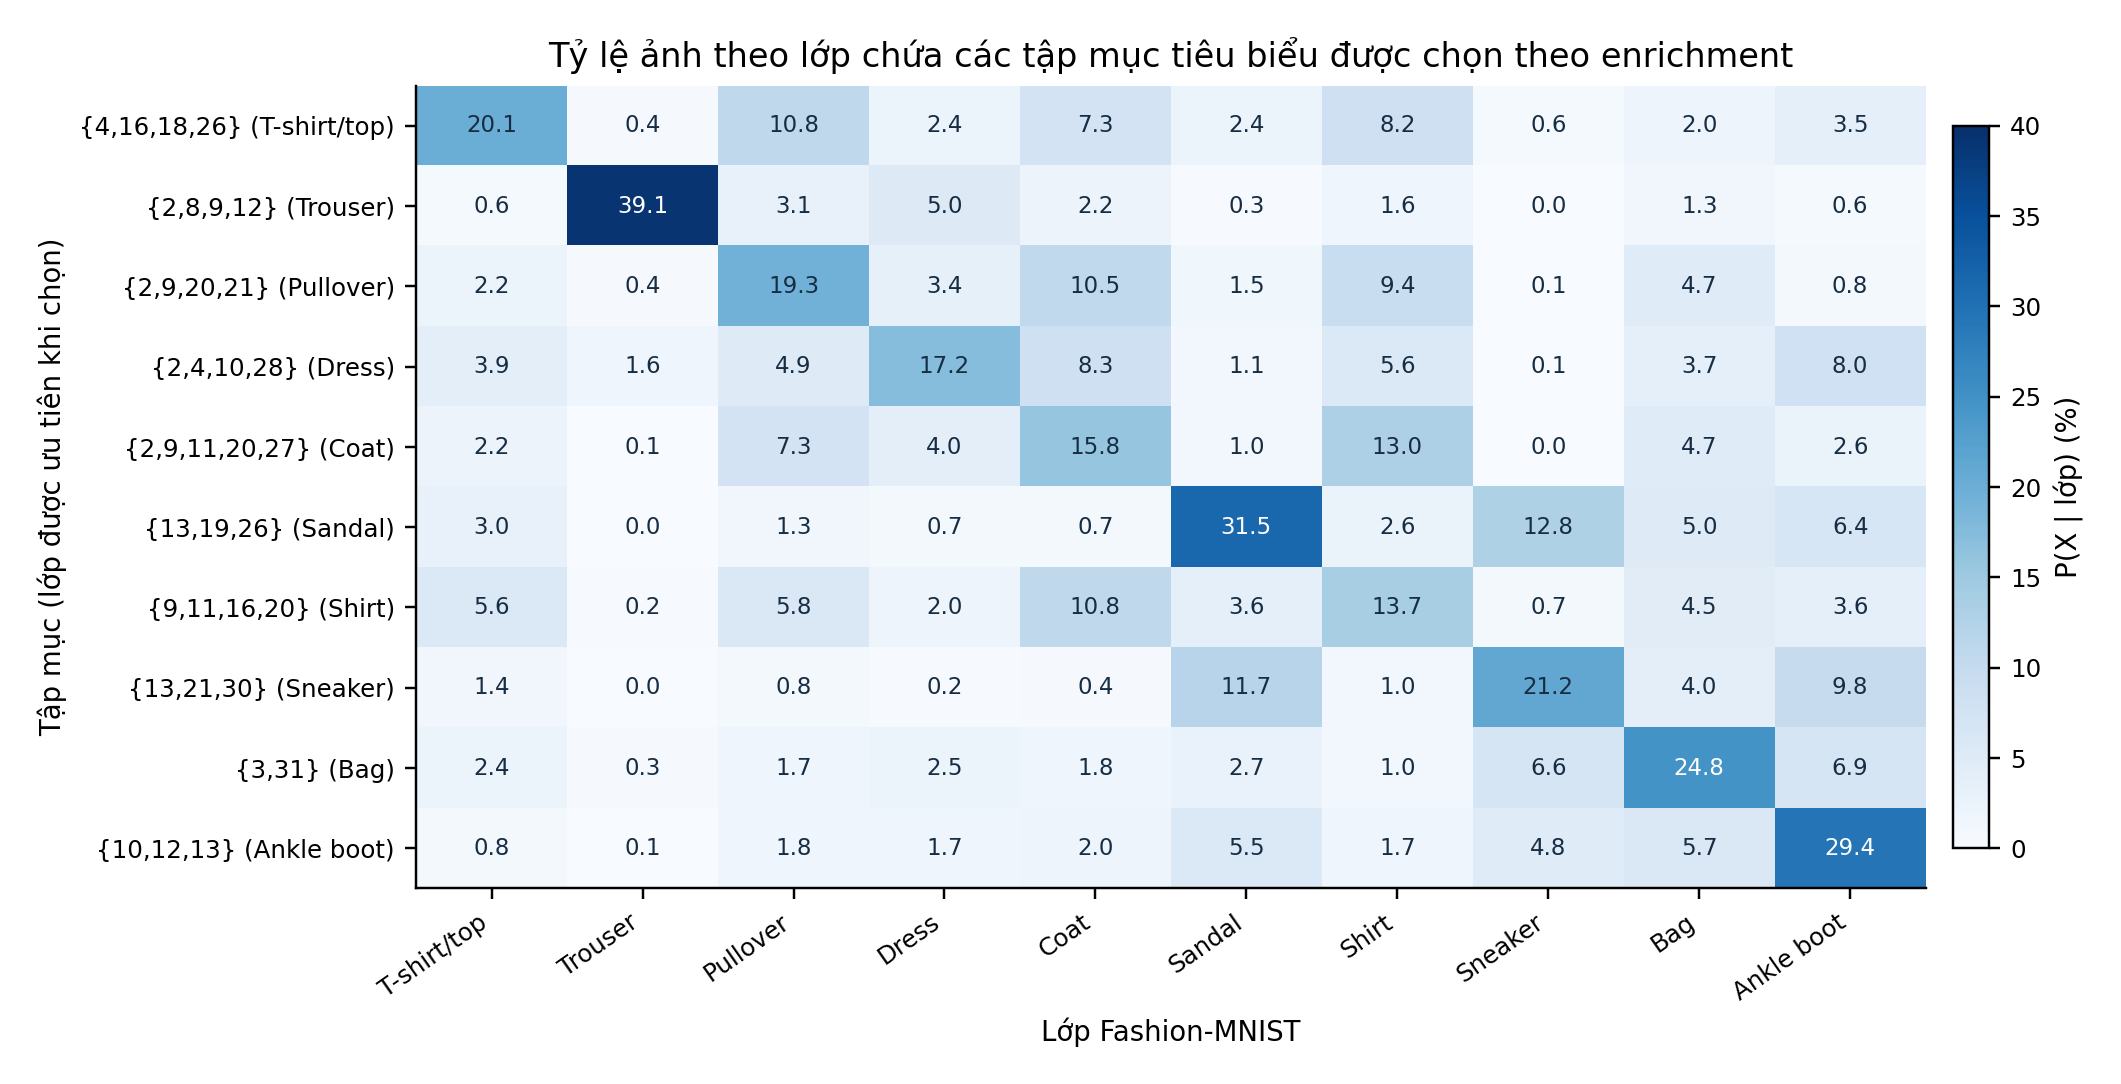 Tỷ lệ ảnh theo lớp chứa các tập mục tiêu biểu được chọn theo enrichment
Tập mục (lớp được ưu tiên khi chọn)
{4,16,18,26} (T-shirt/top) 20.1 0.4 10.8 2.4 7.3 2.4 8.2 0.6 2.0 3.5
{2,8,9,12} (Trouser) 0.6 39.1 3.1 5.0 2.2 0.3 1.6 0.0 1.3 0.6
{2,9,20,21} (Pullover) 2.2 0.4 19.3 3.4 10.5 1.5 9.4 0.1 4.7 0.8
{2,4,10,28} (Dress) 3.9 1.6 4.9 17.2 8.3 1.1 5.6 0.1 3.7 8.0
{2,9,11,20,27} (Coat) 2.2 0.1 7.3 4.0 15.8 1.0 13.0 0.0 4.7 2.6
{13,19,26} (Sandal) 3.0 0.0 1.3 0.7 0.7 31.5 2.6 12.8 5.0 6.4
{9,11,16,20} (Shirt) 5.6 0.2 5.8 2.0 10.8 3.6 13.7 0.7 4.5 3.6
{13,21,30} (Sneaker) 1.4 0.0 0.8 0.2 0.4 11.7 1.0 21.2 4.0 9.8
{3,31} (Bag) 2.4 0.3 1.7 2.5 1.8 2.7 1.0 6.6 24.8 6.9
{10,12,13} (Ankle boot) 0.8 0.1 1.8 1.7 2.0 5.5 1.7 4.8 5.7 29.4
T-shirt/top Trouser Pullover Dress Coat Sandal Shirt Sneaker Bag Ankle boot
Lớp Fashion-MNIST
40
35
30
25
20
15
10
5
0
P(X | lớp) (%)